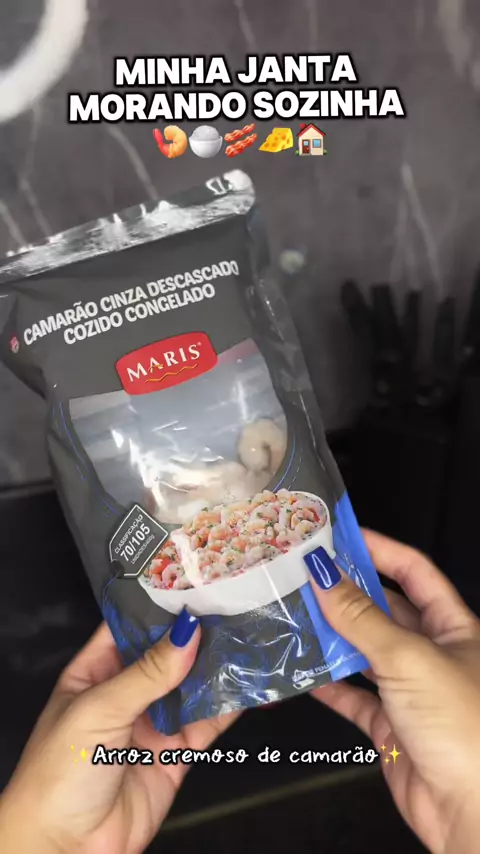 MINHA JANTA
MORANDO SOZINHA
🍤🍚🥓🧀🏠
CAMARÃO CINZA DESCASCADO
COZIDO CONGELADO
MARIS®
CLASSIFICAÇÃO
70/105
✨Arroz cremoso de camarão✨